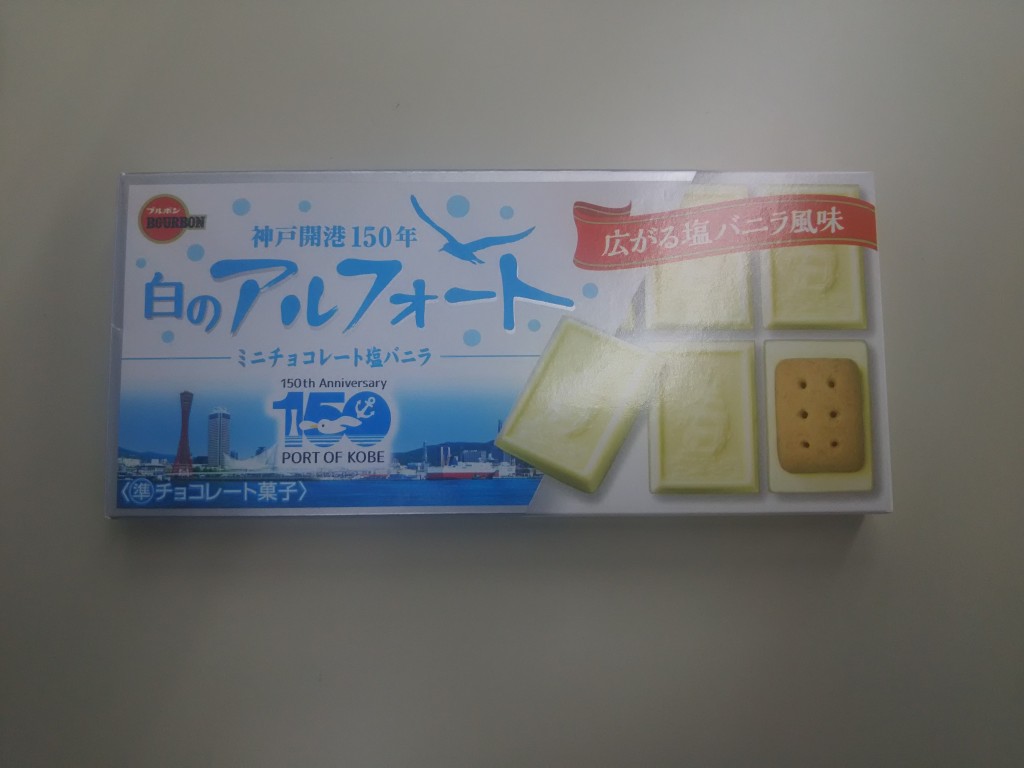 ブルボン
BOURBON
神戸開港150年
白のアルフォート
ミニチョコレート塩バニラ
広がる塩バニラ風味
150th Anniversary
150
PORT OF KOBE
〈準チョコレート菓子〉